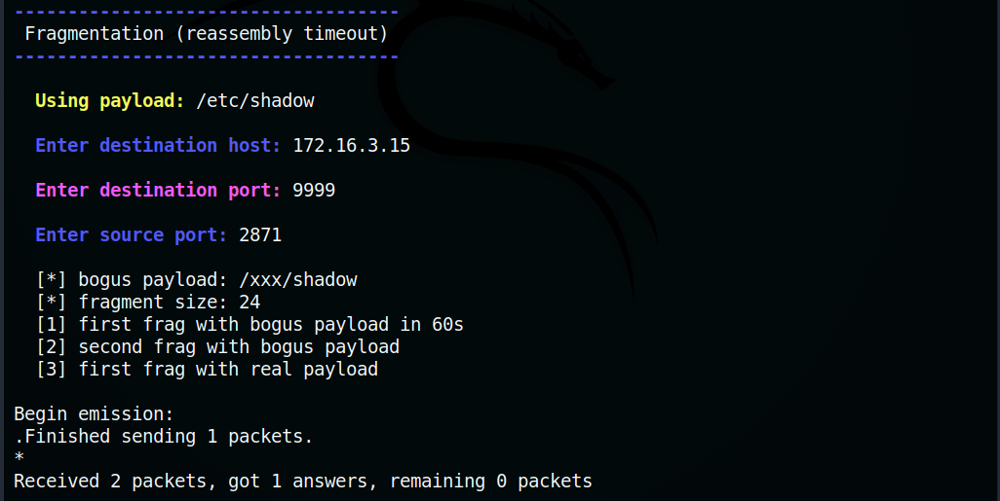 ------------------------------------
Fragmentation (reassembly timeout)
------------------------------------
Using payload: /etc/shadow
Enter destination host: 172.16.3.15
Enter destination port: 9999
Enter source port: 2871
[*] bogus payload: /xxx/shadow
[*] fragment size: 24
[1] first frag with bogus payload in 60s
[2] second frag with bogus payload
[3] first frag with real payload
Begin emission:
.Finished sending 1 packets.
*
Received 2 packets, got 1 answers, remaining 0 packets